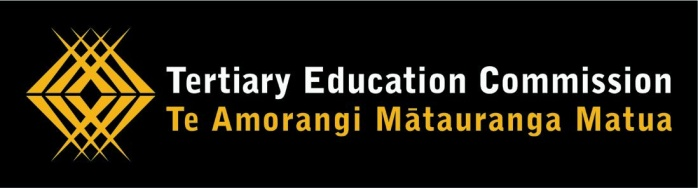 Tertiary Education Commission
Te Amorangi Mātauranga Matua